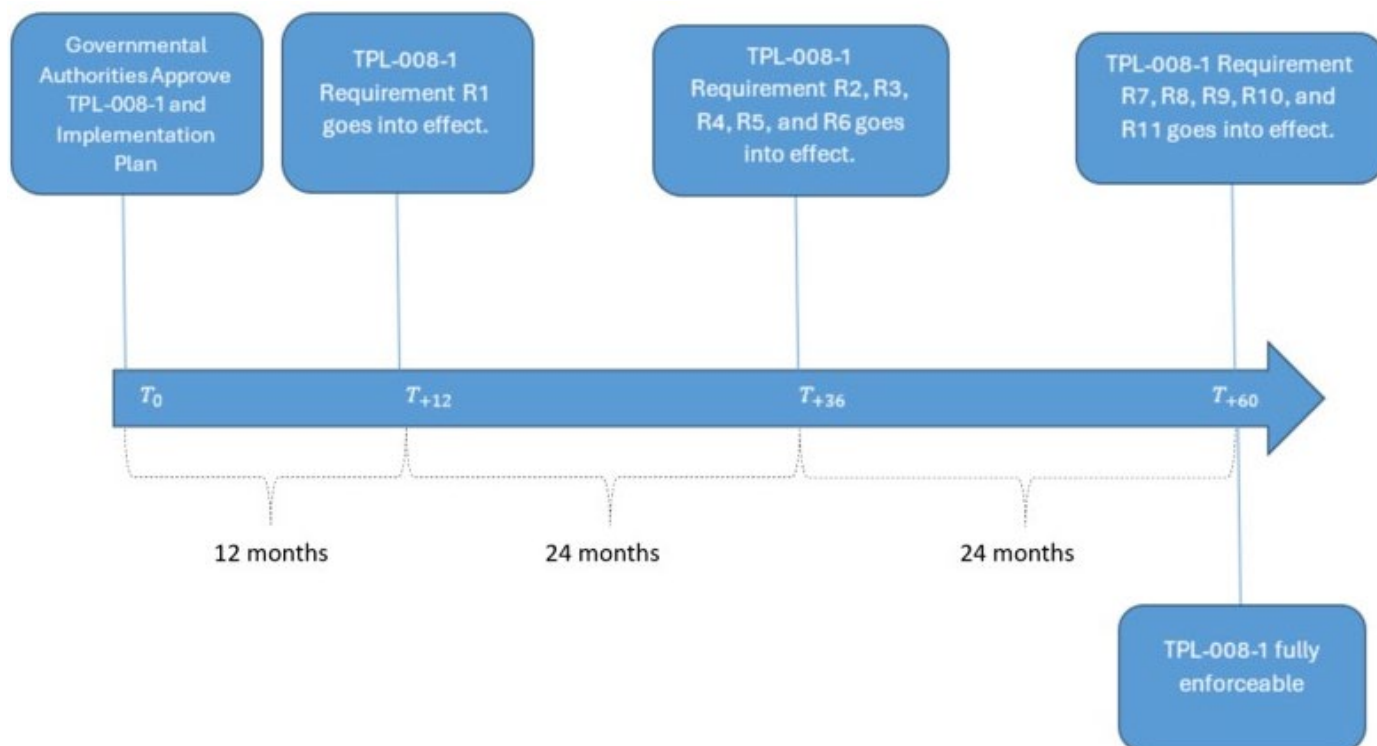 Governmental
Authorities Approve
TPL-008-1 and
Implementation
Plan
TPL-008-1
Requirement R1
goes into effect.
TPL-008-1
Requirement R2, R3,
R4, R5, and R6 goes
into effect.
TPL-008-1 Requirement
R7, R8, R9, R10, and
R11 goes into effect.
T₀
T₊₁₂
T₊₃₆
T₊₆₀
12 months
24 months
24 months
TPL-008-1 fully
enforceable